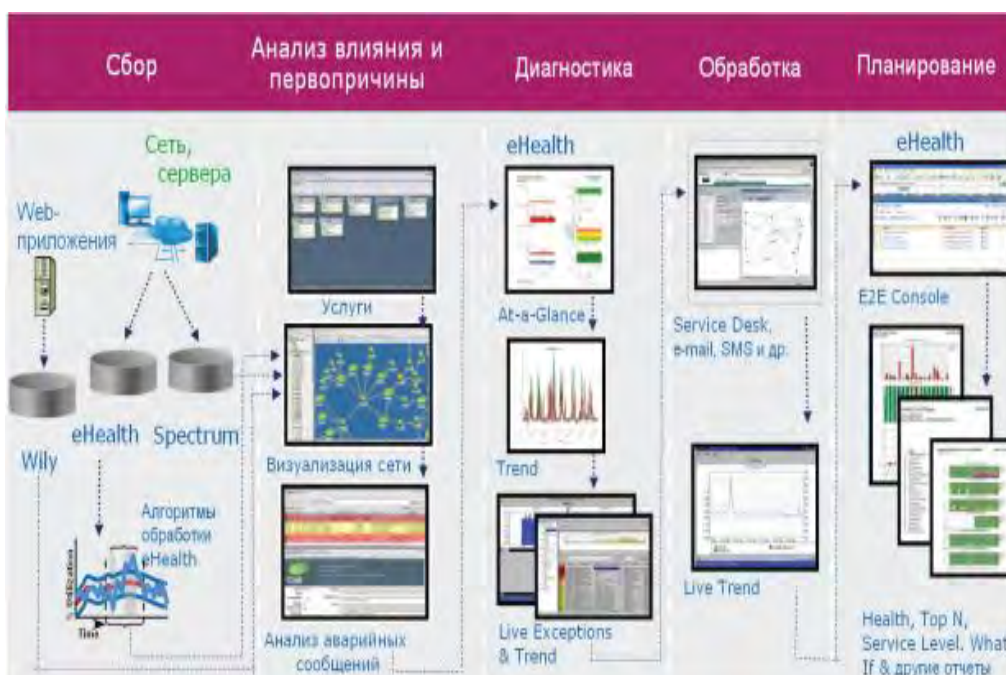 Сбор
Анализ влияния и
первопричины
Диагностика
Обработка
Планирование
Сеть,
сервера
Web-
приложения
Wily
eHealth
Spectrum
Алгоритмы
обработки
eHealth
Time
Услуги
Визуализация сети
Анализ аварийных
сообщений
eHealth
At-a-Glance
Trend
Live Exceptions
& Trend
Service Desk,
e-mail, SMS и др.
Live Trend
eHealth
E2E Console
Health, Top N,
Service Level. What
If & другие отчеты